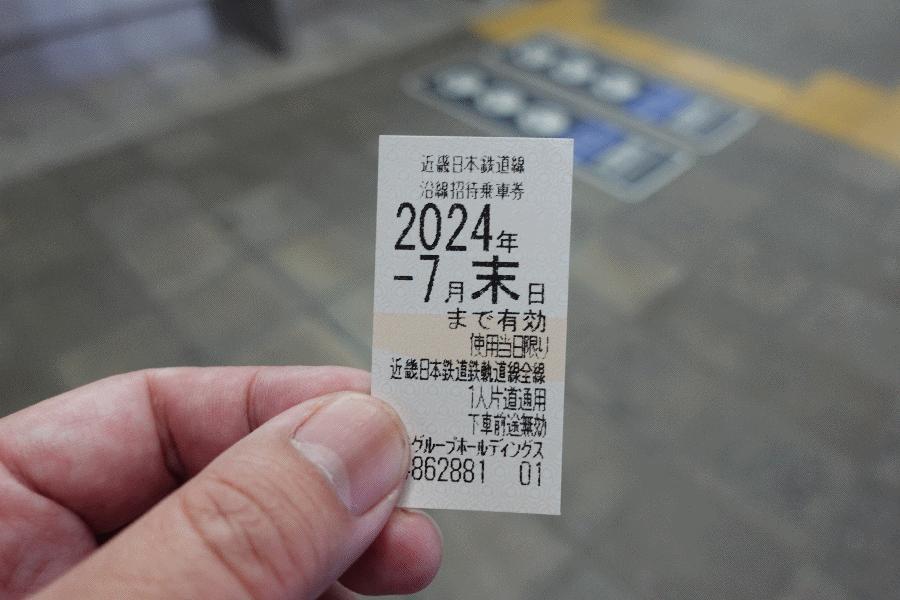 近畿日本鉄道線
沿線招待乗車券
2024年
-7月末日
まで有効
使用当日限り
近畿日本鉄道鉄軌道線全線
1人片道通用
下車前途無効
グループホールディングス
862881 01